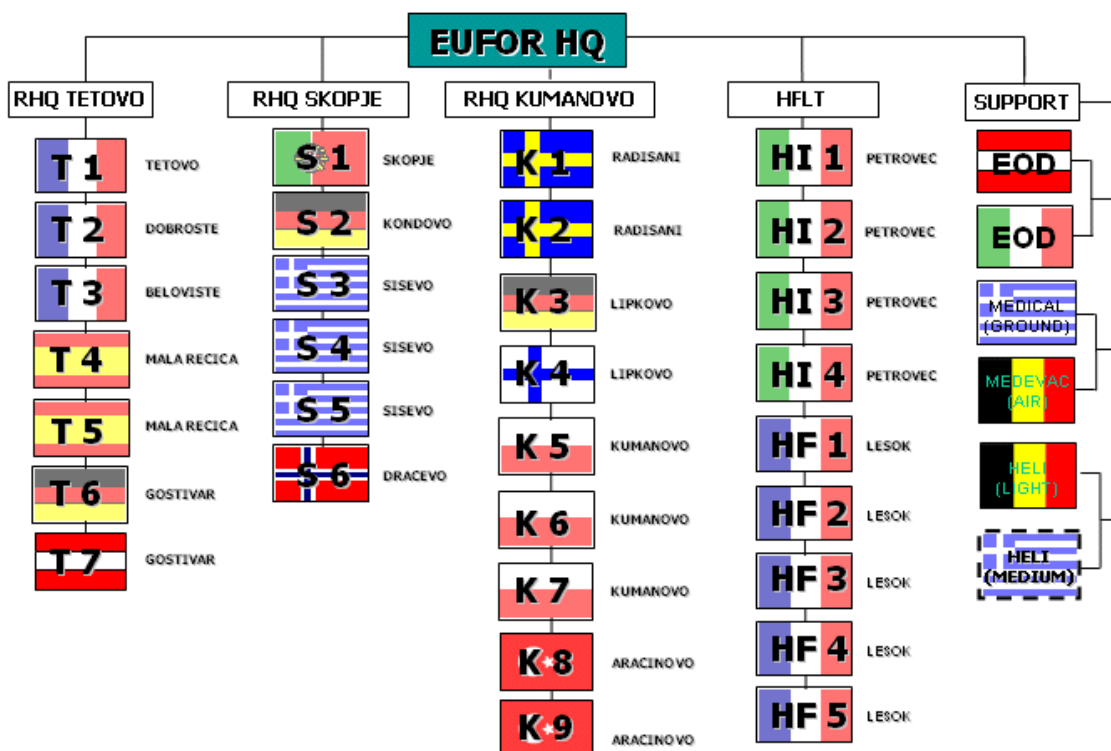 EUFOR HQ
RHQ TETOVO
T 1 TETOVO
T 2 DOBROSTE
T 3 BELOVISTE
T 4 MALA RECICA
T 5 MALA RECICA
T 6 GOSTIVAR
T 7 GOSTIVAR
RHQ SKOPJE
S 1 SKOPJE
S 2 KONDOVO
S 3 SISEVO
S 4 SISEVO
S 5 SISEVO
S 6 DRACEVO
RHQ KUMANOVO
K 1 RADISANI
K 2 RADISANI
K 3 LIPKOVO
K 4 LIPKOVO
K 5 KUMANOVO
K 6 KUMANOVO
K 7 KUMANOVO
K 8 ARACINOVO
K 9 ARACINOVO
HFLT
HI 1 PETROVEC
HI 2 PETROVEC
HI 3 PETROVEC
HI 4 PETROVEC
HF 1 LESOK
HF 2 LESOK
HF 3 LESOK
HF 4 LESOK
HF 5 LESOK
SUPPORT
EOD
EOD
MEDICAL
(GROUND)
MEDEVAC
(AIR)
HELI
(LIGHT)
HELI
(MEDIUM)